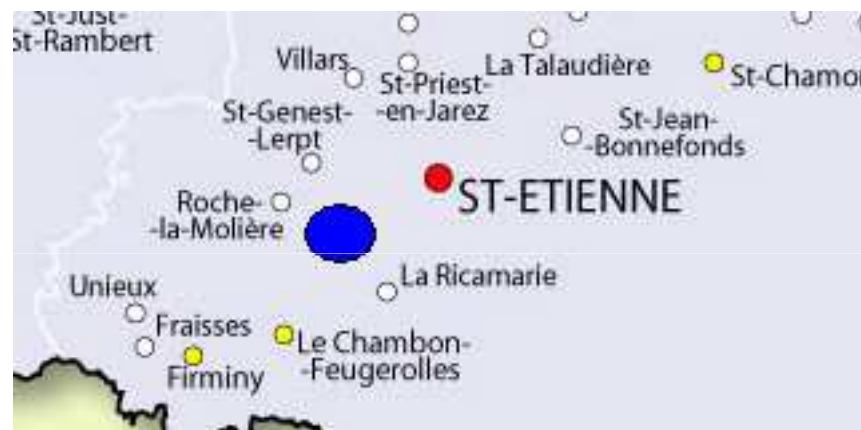 St-Just-
St-Rambert
Villars
St-Priest-
-en-Jarez
La Talaudière
St-Chamo
St-Genest-
-Lerpt
St-Jean-
-Bonnefonds
ST-ETIENNE
Roche-
-la-Molière
La Ricamarie
Unieux
Fraisses
Firminy
Le Chambon-
-Feugerolles